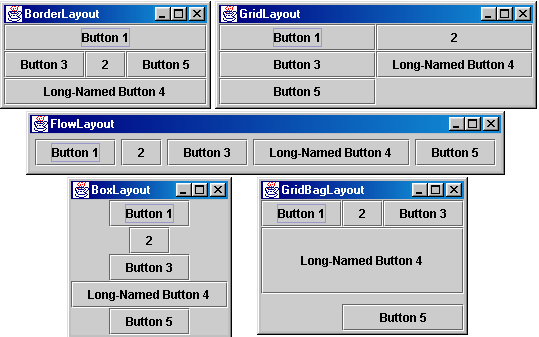 BorderLayout
Button 1
Button 3 2 Button 5
Long-Named Button 4
GridLayout
Button 1 2
Button 3 Long-Named Button 4
Button 5
FlowLayout
Button 1 2 Button 3 Long-Named Button 4 Button 5
BoxLayout
Button 1
2
Button 3
Long-Named Button 4
Button 5
GridBagLayout
Button 1 2 Button 3
Long-Named Button 4
Button 5